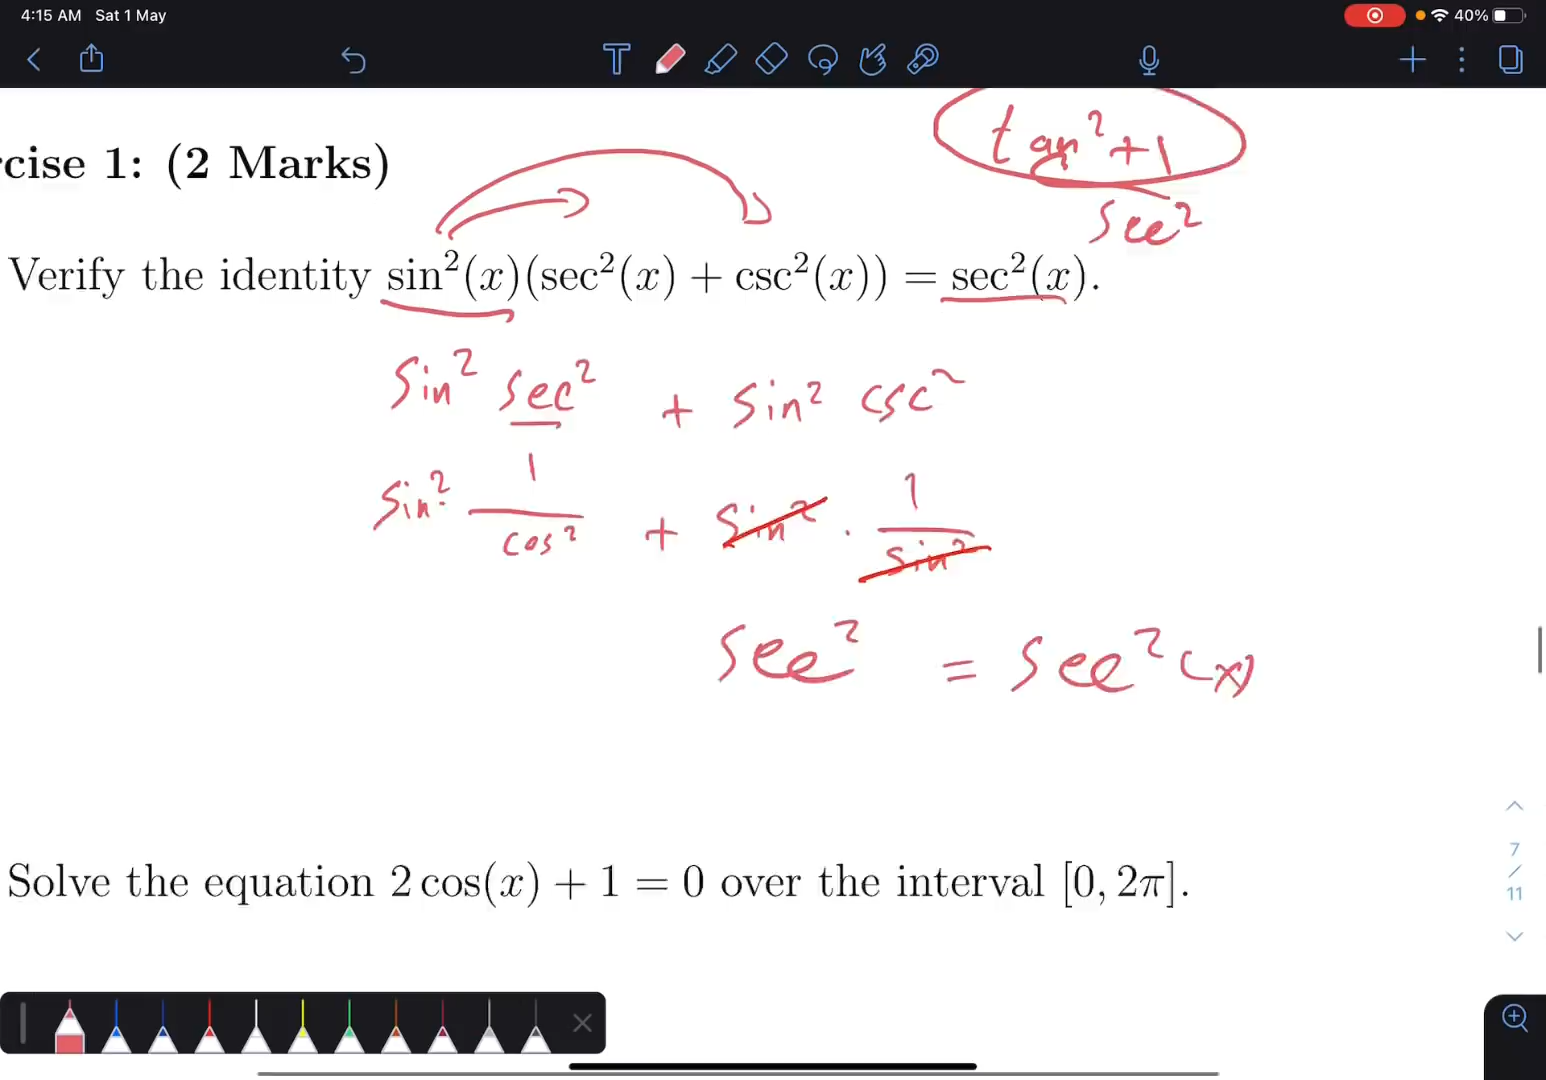 4:15 AM Sat 1 May
40%
tan² + 1
sec²
rcise 1: (2 Marks)
Verify the identity sin²(x)(sec²(x) + csc²(x)) = sec²(x).
sin² sec² + sin² csc²
sin² · 1/cos² + sin² · 1/sin²
sec² = sec²(x)
7
/
11
Solve the equation 2 cos(x) + 1 = 0 over the interval [0, 2π].